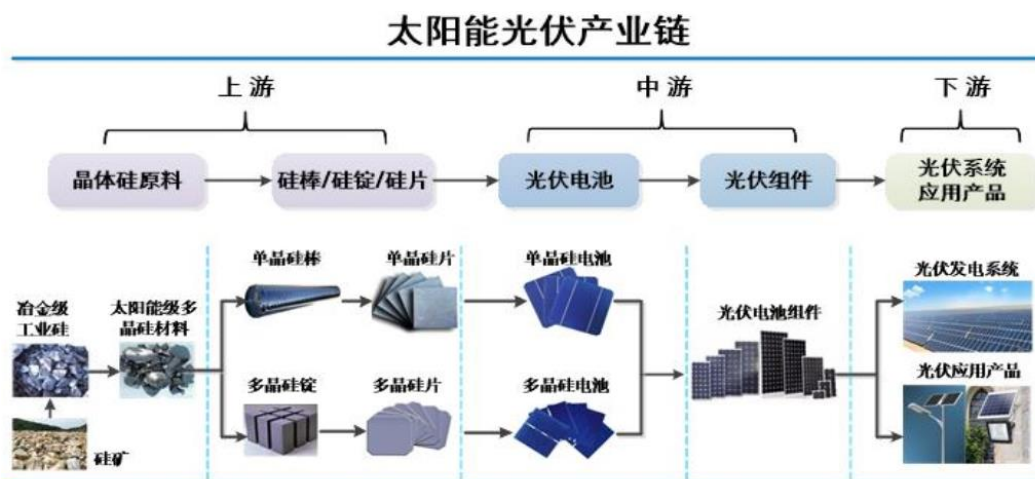 太阳能光伏产业链
上 游
中 游
下 游
晶体硅原料
硅棒/硅锭/硅片
光伏电池
光伏组件
光伏系统
应用产品
单晶硅棒
单晶硅片
单晶硅电池
光伏发电系统
冶金级
工业硅
太阳能级多
晶硅材料
光伏电池组件
多晶硅锭
多晶硅片
多晶硅电池
光伏应用产品
硅矿